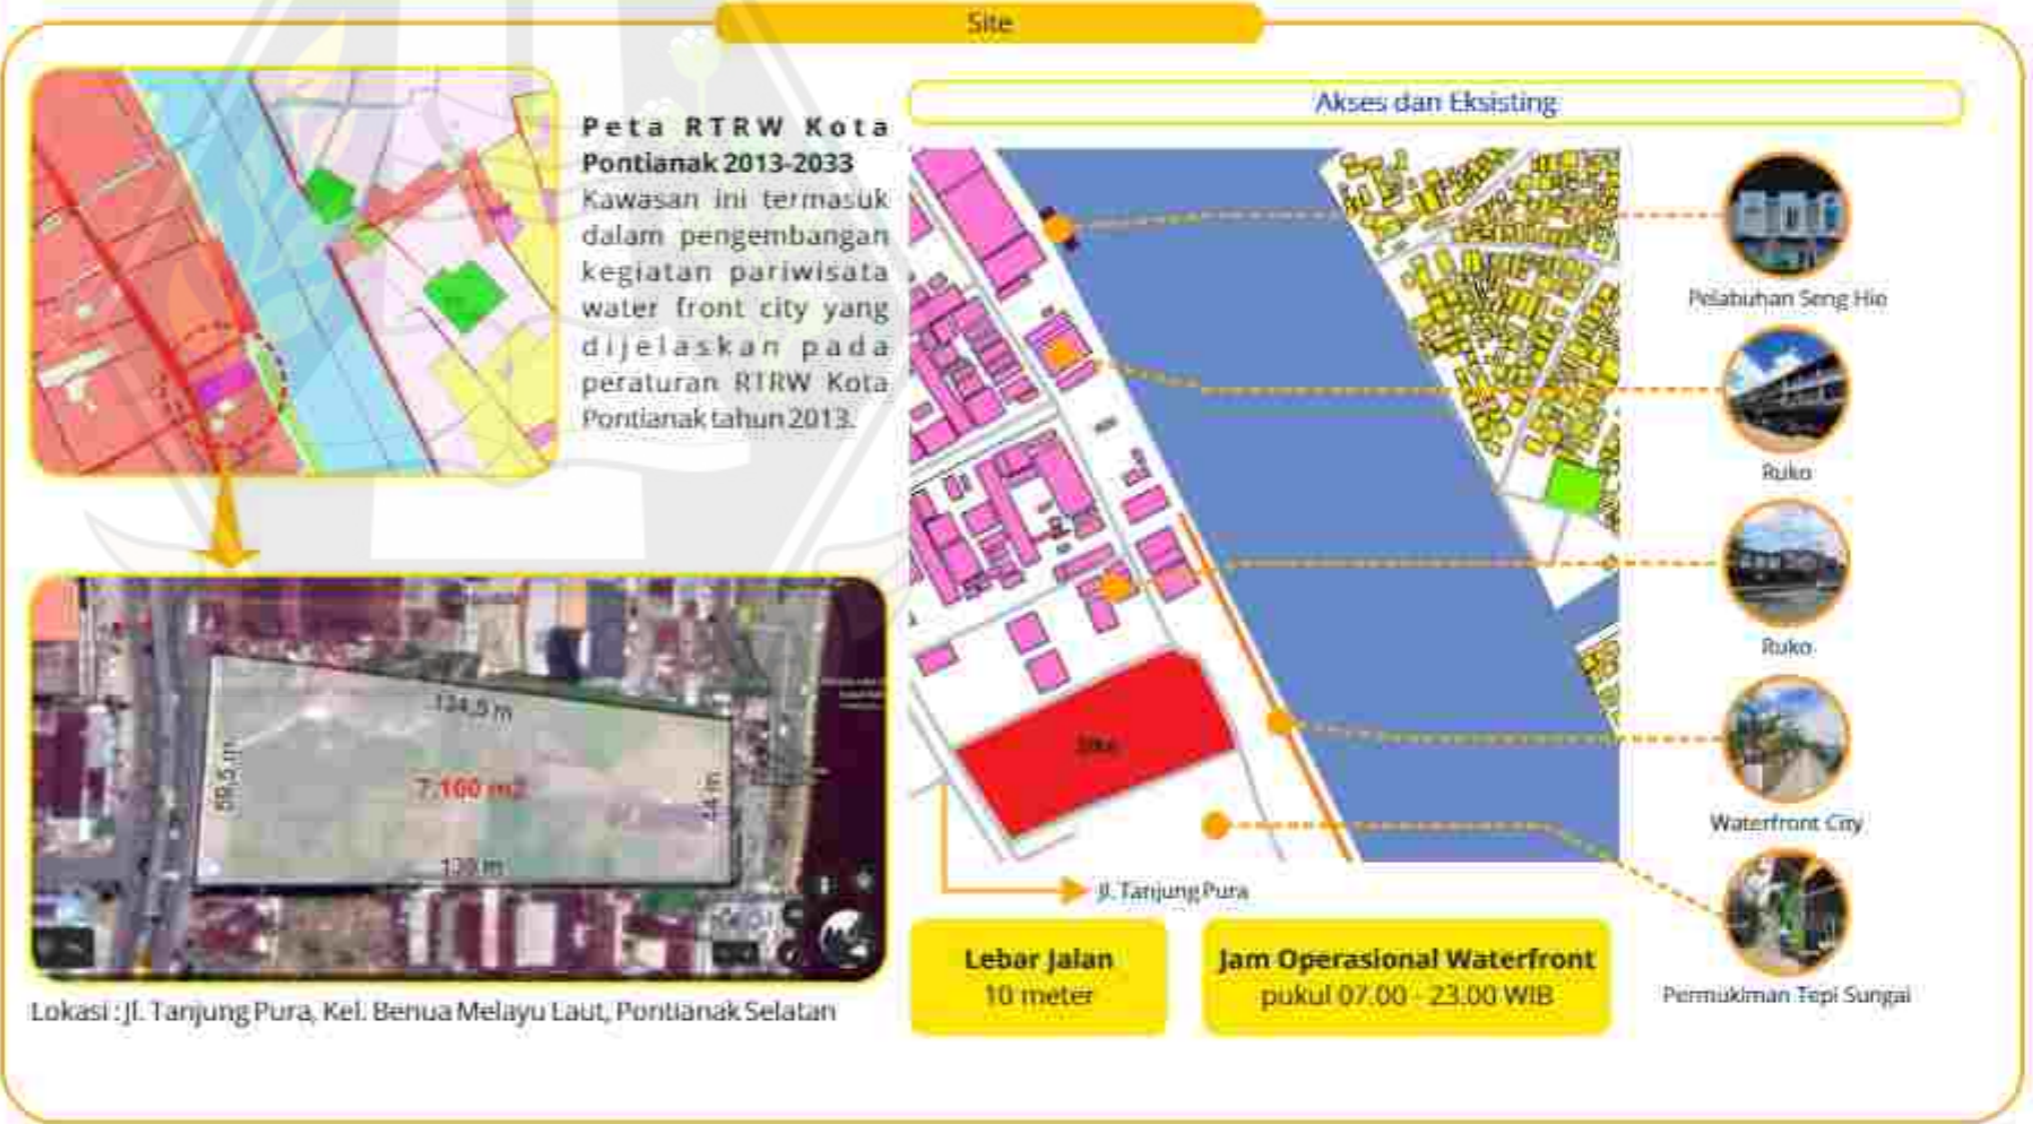 Site
Peta RTRW Kota
Pontianak 2013-2033
Kawasan ini termasuk
dalam pengembangan
kegiatan pariwisata
water front city yang
dijelaskan pada
peraturan RTRW Kota
Pontianak tahun 2013.
134,5 m
7.100 m2
44 m
130 m
Lokasi : Jl. Tanjung Pura, Kel. Benua Melayu Laut, Pontianak Selatan
Akses dan Eksisting
Site
Jl. Tanjung Pura
Pelabuhan Seng Hie
Ruko
Ruko
Waterfront City
Permukiman Tepi Sungai
Lebar Jalan
10 meter
Jam Operasional Waterfront
pukul 07.00 - 23.00 WIB